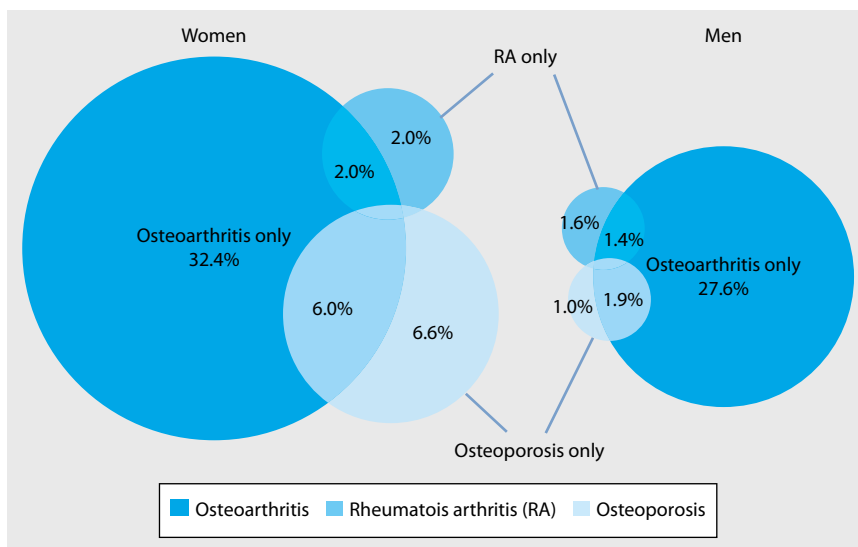 Women
Men
RA only
2.0%
2.0%
Osteoarthritis only
32.4%
6.0%
6.6%
1.6%
1.4%
Osteoarthritis only
27.6%
1.0%
1.9%
Osteoporosis only
Osteoarthritis
Rheumatois arthritis (RA)
Osteoporosis